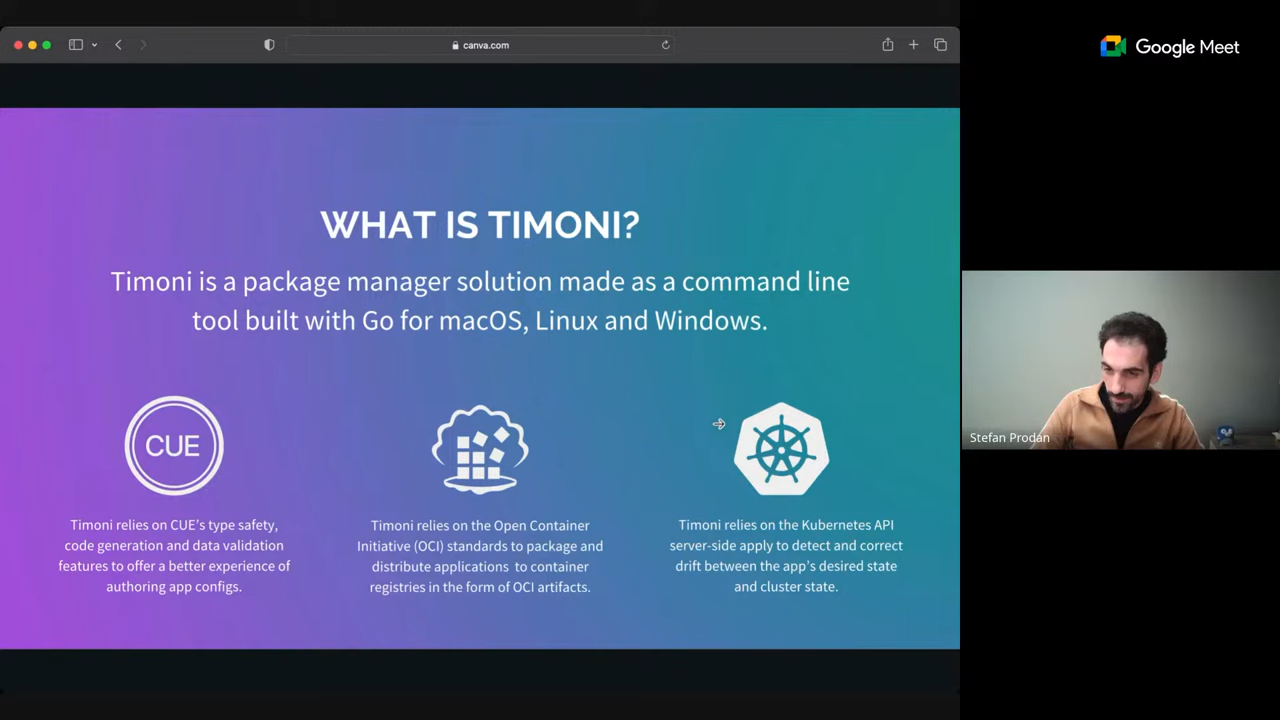 canva.com
Google Meet
WHAT IS TIMONI?
Timoni is a package manager solution made as a command line
tool built with Go for macOS, Linux and Windows.
CUE
Timoni relies on CUE's type safety,
code generation and data validation
features to offer a better experience of
authoring app configs.
Timoni relies on the Open Container
Initiative (OCI) standards to package and
distribute applications to container
registries in the form of OCI artifacts.
Timoni relies on the Kubernetes API
server-side apply to detect and correct
drift between the app's desired state
and cluster state.
Stefan Prodan